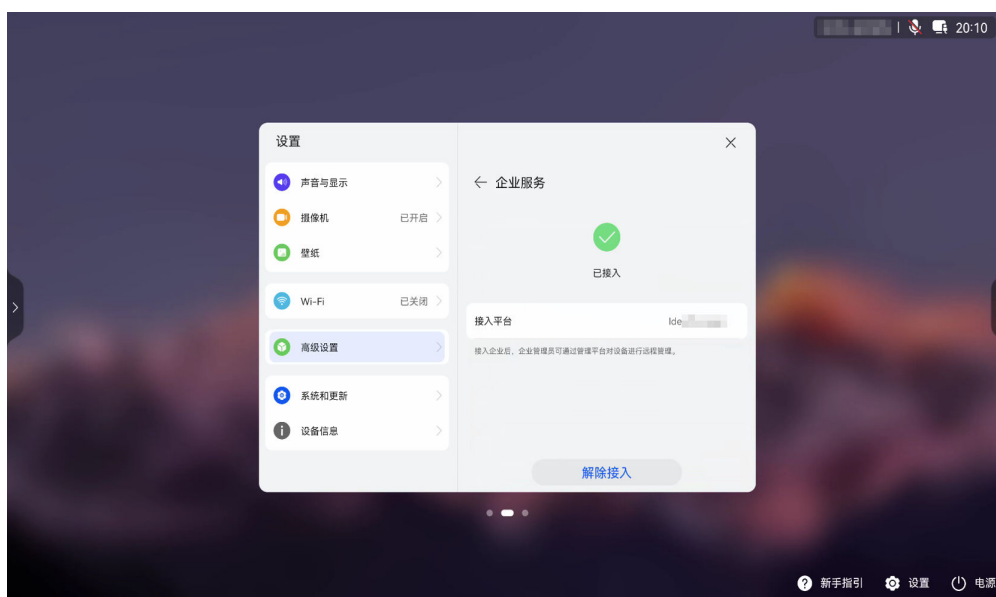 20:10
设置
声音与显示
摄像机 已开启
壁纸
Wi-Fi 已关闭
高级设置
系统和更新
设备信息
企业服务
已接入
接入平台 Ide
接入企业后，企业管理员可通过管理平台对设备进行远程管理。
解除接入
新手指引 设置 电源